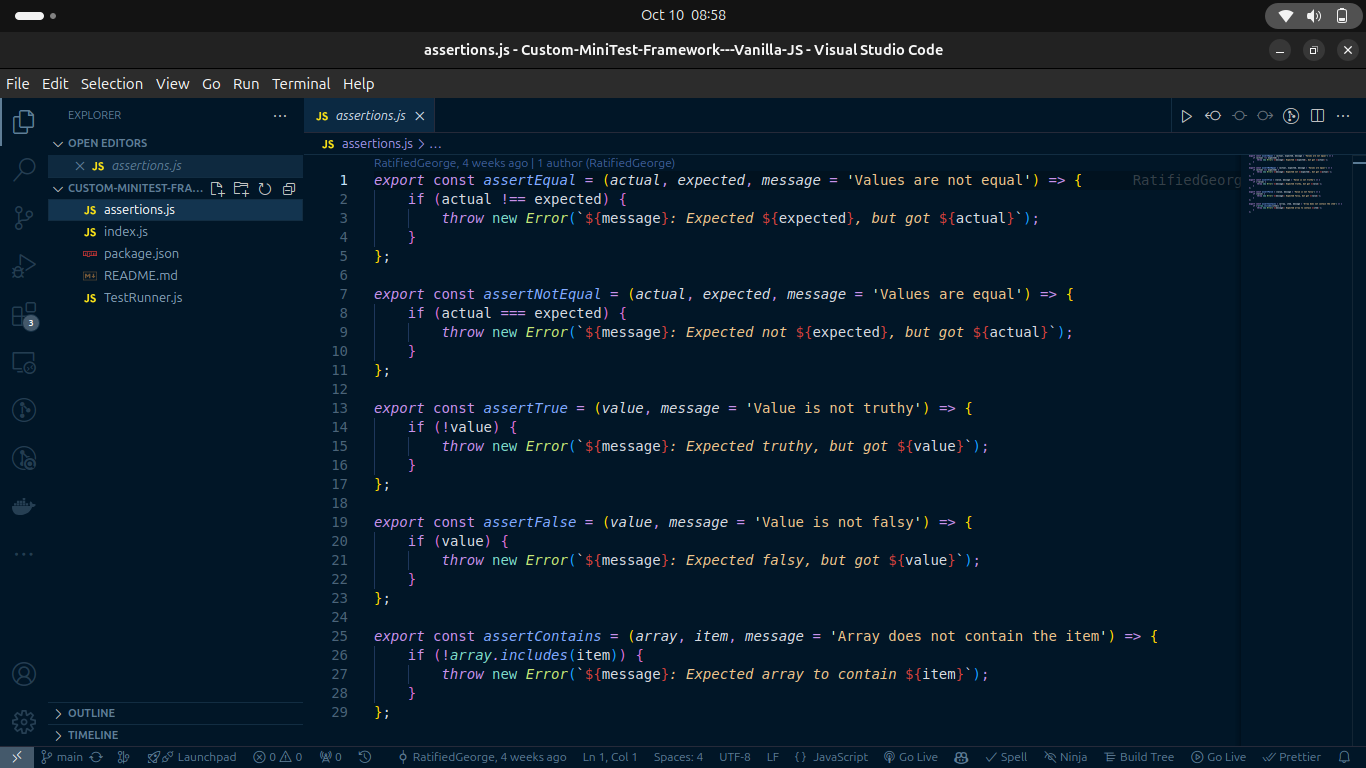 Oct 10 08:58
assertions.js - Custom-MiniTest-Framework---Vanilla-JS - Visual Studio Code
File Edit Selection View Go Run Terminal Help
EXPLORER
OPEN EDITORS
JS assertions.js
CUSTOM-MINITEST-FRA...
JS assertions.js
JS index.js
package.json
README.md
JS TestRunner.js
3
OUTLINE
TIMELINE
JS assertions.js
JS assertions.js > ...
RatifiedGeorge, 4 weeks ago | 1 author (RatifiedGeorge)
1 export const assertEqual = (actual, expected, message = 'Values are not equal') => { RatifiedGeorg
2     if (actual !== expected) {
3         throw new Error(`${message}: Expected ${expected}, but got ${actual}`);
4     }
5 };
6
7 export const assertNotEqual = (actual, expected, message = 'Values are equal') => {
8     if (actual === expected) {
9         throw new Error(`${message}: Expected not ${expected}, but got ${actual}`);
10     }
11 };
12
13 export const assertTrue = (value, message = 'Value is not truthy') => {
14     if (!value) {
15         throw new Error(`${message}: Expected truthy, but got ${value}`);
16     }
17 };
18
19 export const assertFalse = (value, message = 'Value is not falsy') => {
20     if (value) {
21         throw new Error(`${message}: Expected falsy, but got ${value}`);
22     }
23 };
24
25 export const assertContains = (array, item, message = 'Array does not contain the item') => {
26     if (!array.includes(item)) {
27         throw new Error(`${message}: Expected array to contain ${item}`);
28     }
29 };
main Launchpad 0 0 0 RatifiedGeorge, 4 weeks ago Ln 1, Col 1 Spaces: 4 UTF-8 LF {} JavaScript Go Live Spell Ninja Build Tree Go Live Prettier